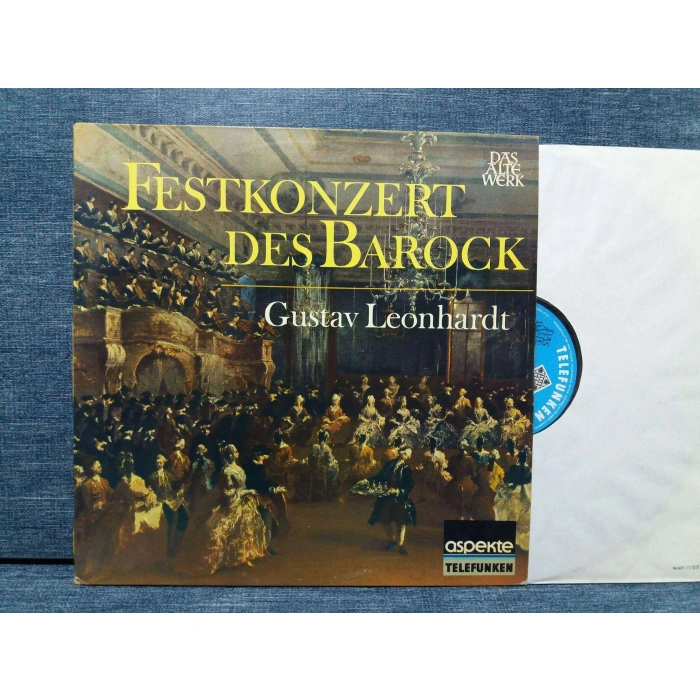 DAS
ALTE
WERK
FESTKONZERT
DES BAROCK
Gustav Leonhardt
aspekte
TELEFUNKEN
TELEFUNKEN